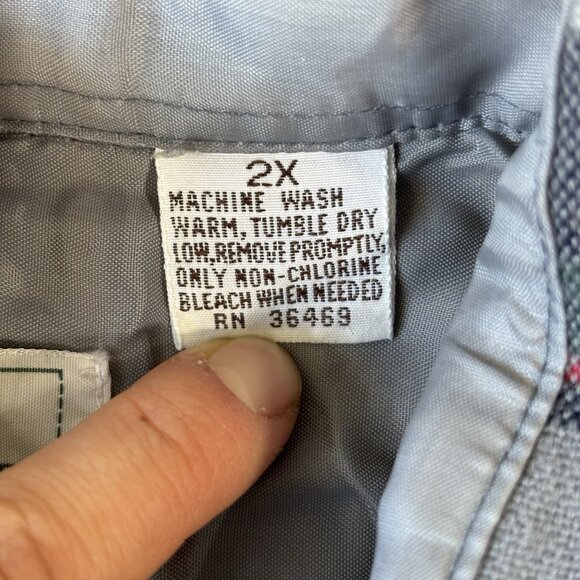 2X
MACHINE WASH
WARM, TUMBLE DRY
LOW, REMOVE PROMPTLY,
ONLY NON-CHLORINE
BLEACH WHEN NEEDED
RN 36469